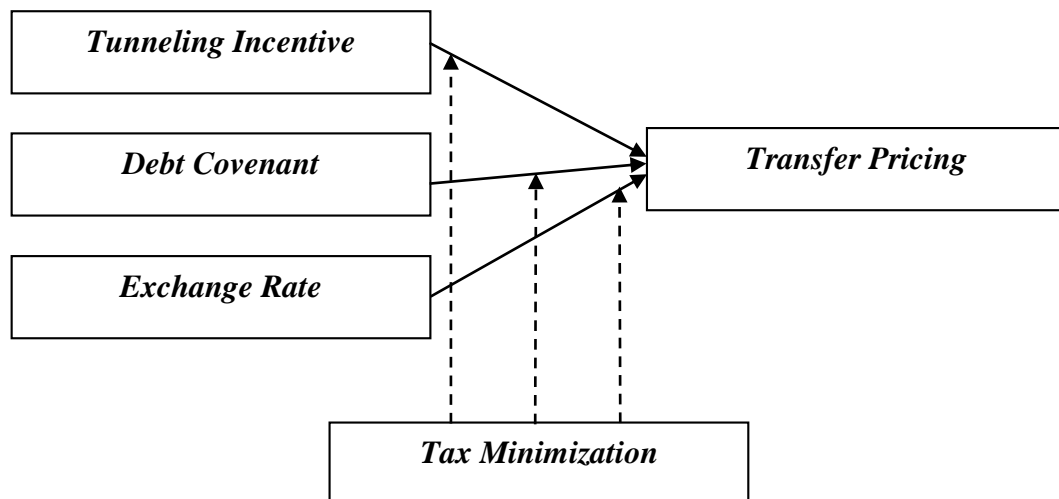 Tunneling Incentive
Debt Covenant
Transfer Pricing
Exchange Rate
Tax Minimization